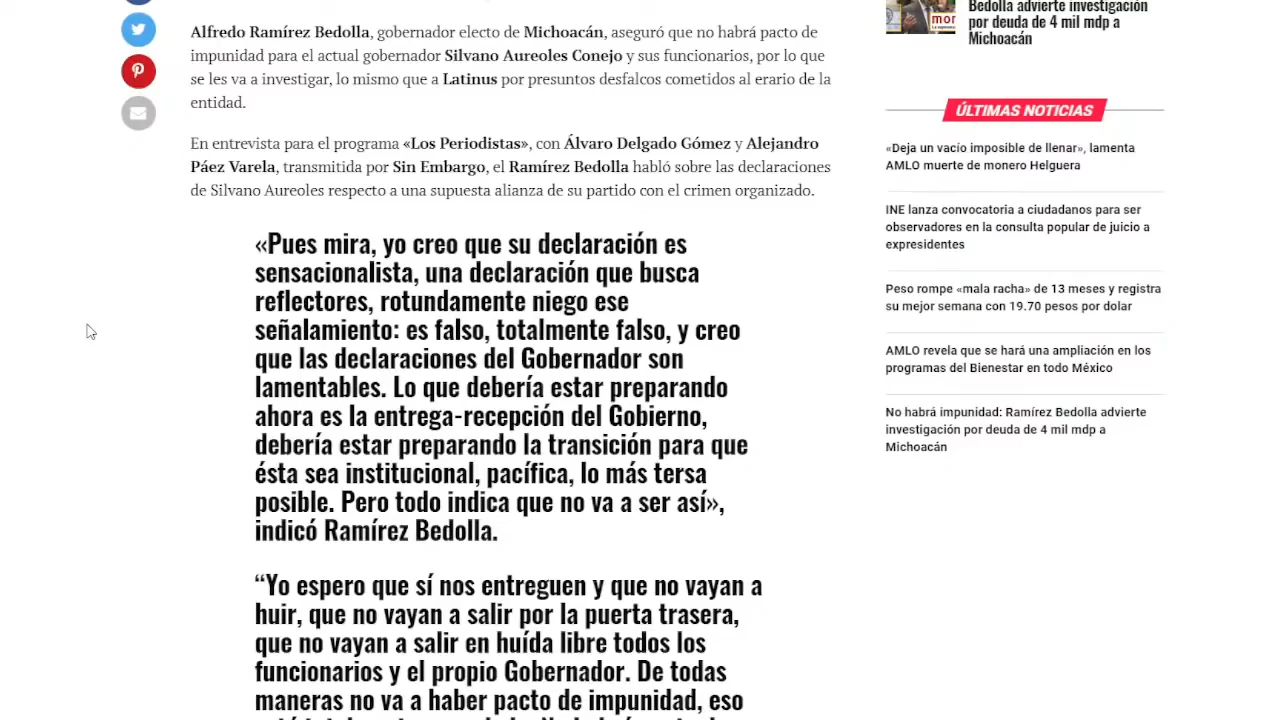 Alfredo Ramírez Bedolla, gobernador electo de Michoacán, aseguró que no habrá pacto de
impunidad para el actual gobernador Silvano Aureoles Conejo y sus funcionarios, por lo que
se les va a investigar, lo mismo que a Latinus por presuntos desfalcos cometidos al erario de la
entidad.
En entrevista para el programa «Los Periodistas», con Álvaro Delgado Gómez y Alejandro
Páez Varela, transmitida por Sin Embargo, el Ramírez Bedolla habló sobre las declaraciones
de Silvano Aureoles respecto a una supuesta alianza de su partido con el crimen organizado.
«Pues mira, yo creo que su declaración es
sensacionalista, una declaración que busca
reflectores, rotundamente niego ese
señalamiento: es falso, totalmente falso, y creo
que las declaraciones del Gobernador son
lamentables. Lo que debería estar preparando
ahora es la entrega-recepción del Gobierno,
debería estar preparando la transición para que
ésta sea institucional, pacífica, lo más tersa
posible. Pero todo indica que no va a ser así»,
indicó Ramírez Bedolla.
“Yo espero que sí nos entreguen y que no vayan a
huir, que no vayan a salir por la puerta trasera,
que no vayan a salir en huída libre todos los
funcionarios y el propio Gobernador. De todas
maneras no va a haber pacto de impunidad, eso
mor
Bedolla advierte investigación
por deuda de 4 mil mdp a
Michoacán
ÚLTIMAS NOTICIAS
«Deja un vacío imposible de llenar», lamenta
AMLO muerte de monero Helguera
INE lanza convocatoria a ciudadanos para ser
observadores en la consulta popular de juicio a
expresidentes
Peso rompe «mala racha» de 13 meses y registra
su mejor semana con 19.70 pesos por dolar
AMLO revela que se hará una ampliación en los
programas del Bienestar en todo México
No habrá impunidad: Ramírez Bedolla advierte
investigación por deuda de 4 mil mdp a
Michoacán